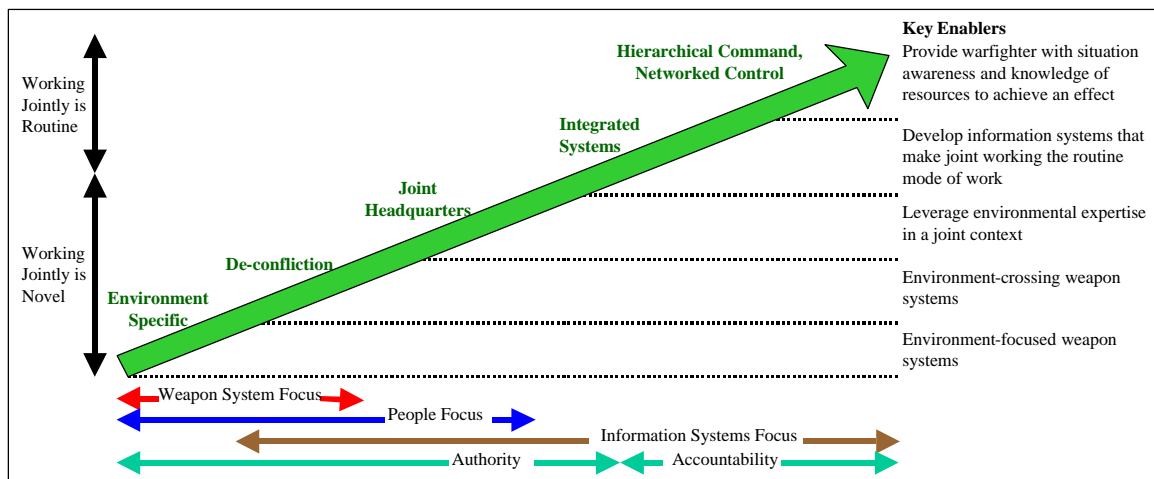 Key Enablers
Provide warfighter with situation
awareness and knowledge of
resources to achieve an effect
Hierarchical Command,
Networked Control
Working
Jointly is
Routine
Integrated
Systems
Develop information systems that
make joint working the routine
mode of work
Joint
Headquarters
Leverage environmental expertise
in a joint context
Working
Jointly is
Novel
De-confliction
Environment-crossing weapon
systems
Environment
Specific
Environment-focused weapon
systems
Weapon System Focus
People Focus
Information Systems Focus
Authority
Accountability